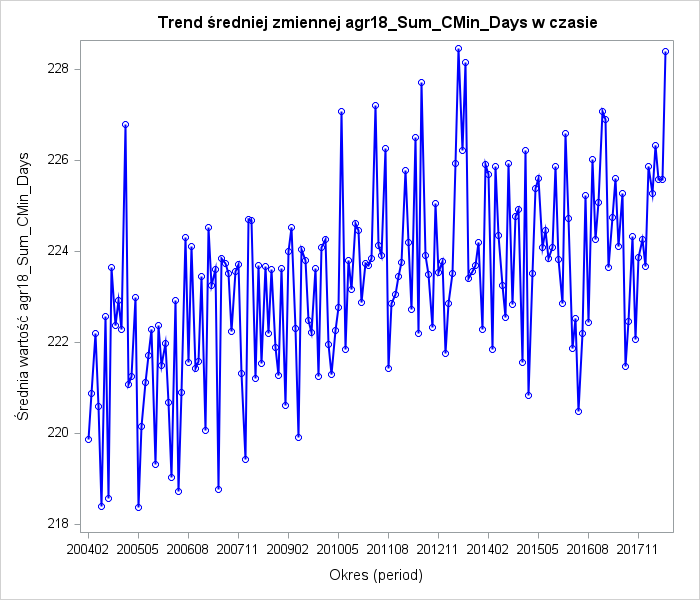 Trend średniej zmiennej agr18_Sum_CMin_Days w czasie
Średnia wartość agr18_Sum_CMin_Days
228
226
224
222
220
218
200402 200505 200608 200711 200902 201005 201108 201211 201402 201505 201608 201711
Okres (period)